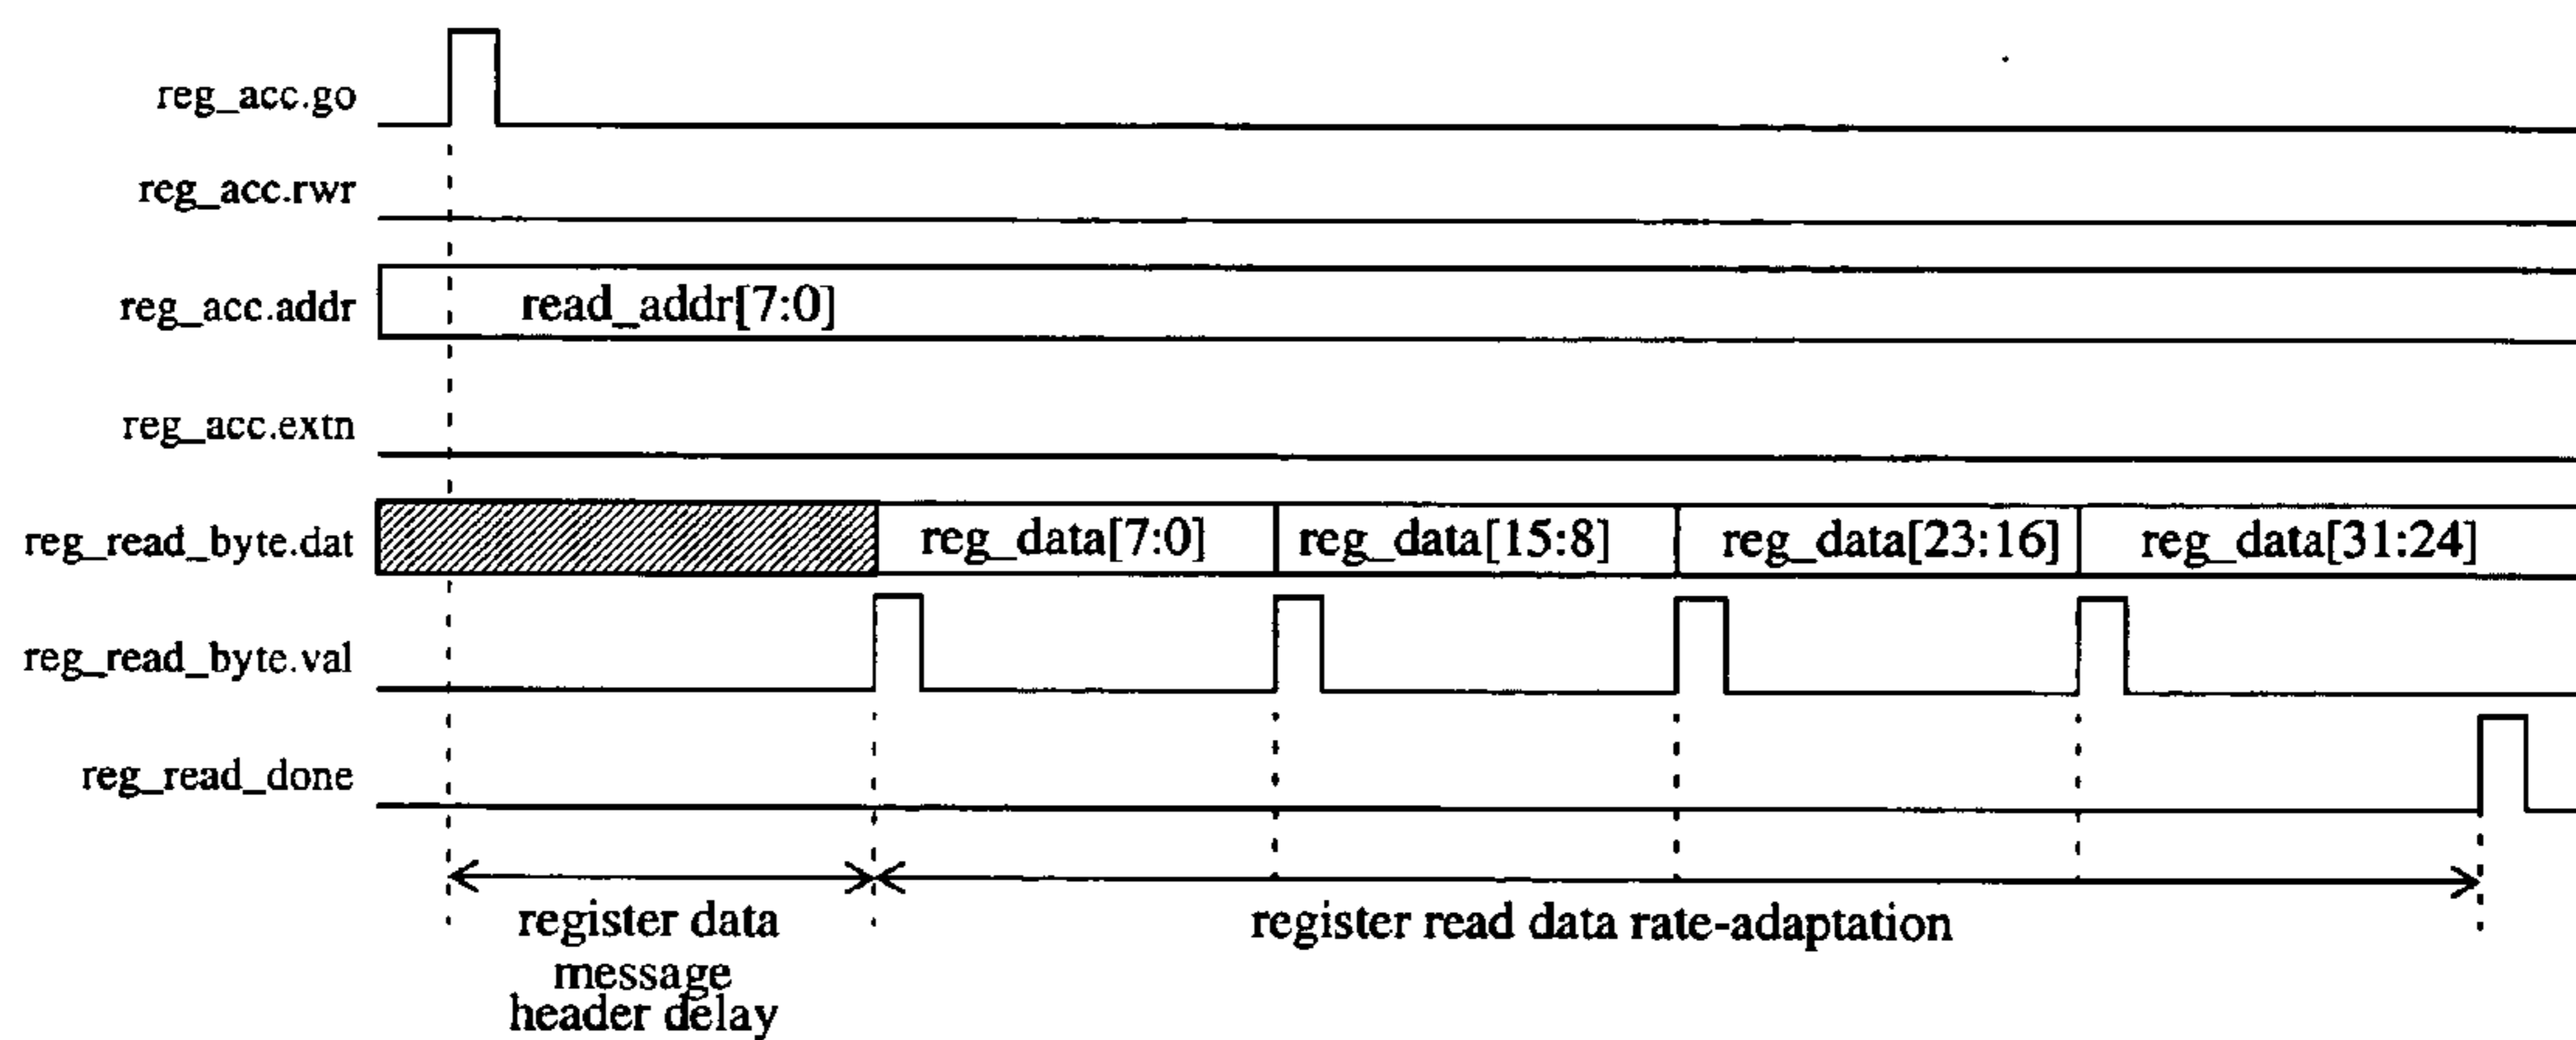 reg_acc.go
reg_acc.rwr
reg_acc.addr
read_addr[7:0]
reg_acc.extn
reg_read_byte.dat
reg_data[7:0]
reg_data[15:8]
reg_data[23:16]
reg_data[31:24]
reg_read_byte.val
reg_read_done
register data
message
header delay
register read data rate-adaptation